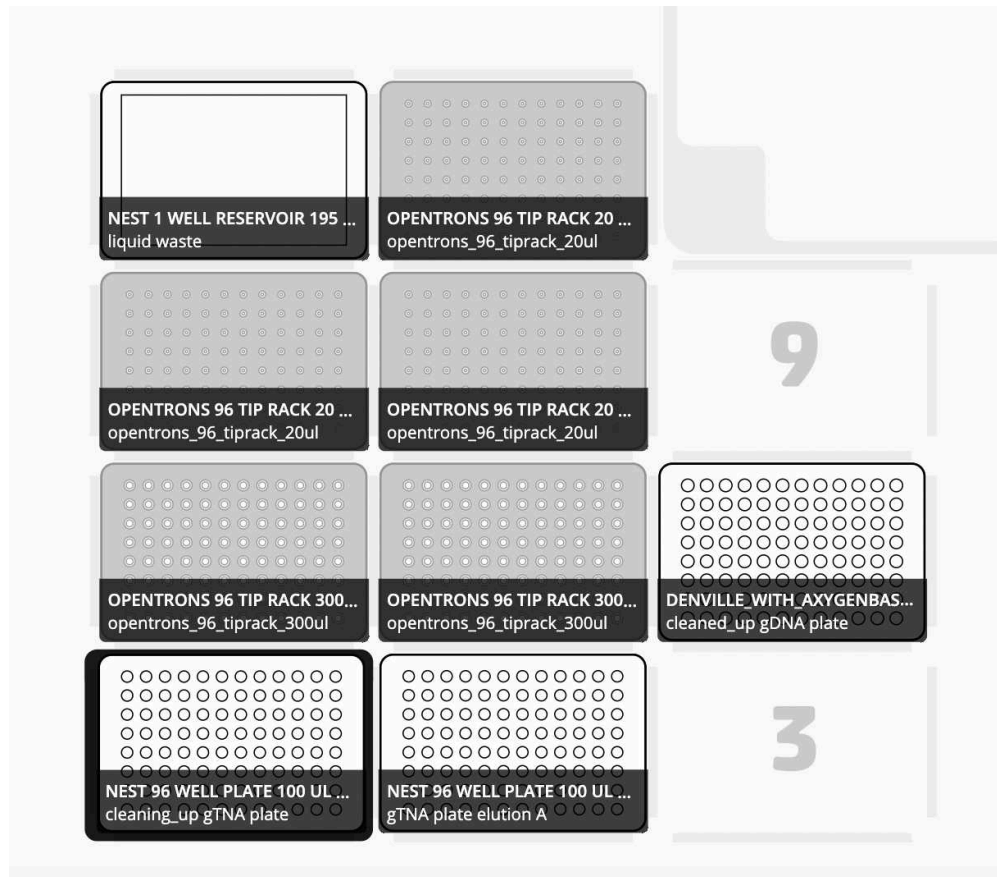 NEST 1 WELL RESERVOIR 195 ...
liquid waste
OPENTRONS 96 TIP RACK 20 ...
opentrons_96_tiprack_20ul
OPENTRONS 96 TIP RACK 20 ...
opentrons_96_tiprack_20ul
OPENTRONS 96 TIP RACK 20 ...
opentrons_96_tiprack_20ul
9
OPENTRONS 96 TIP RACK 300...
opentrons_96_tiprack_300ul
OPENTRONS 96 TIP RACK 300...
opentrons_96_tiprack_300ul
DENVILLE_WITH_AXYGENBAS...
cleaned_up gDNA plate
NEST 96 WELL PLATE 100 UL ...
cleaning_up gTNA plate
NEST 96 WELL PLATE 100 UL ...
gTNA plate elution A
3